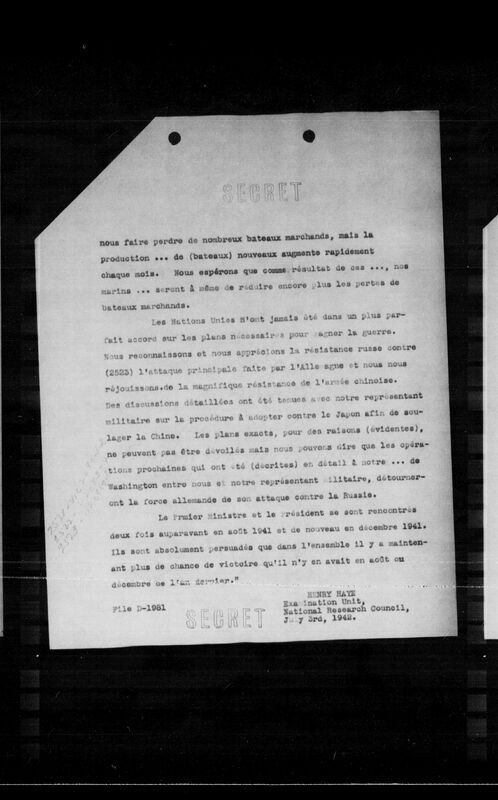 SECRET
nous faire perdre de nombreux bateaux marchands, mais la
production ... de (bateaux) nouveaux augmente rapidement
chaque mois. Nous espérons que comme résultat de ces ..., nos
marins ... seront à même de réduire encore plus les pertes de
bateaux marchands.
Les Nations Unies n'ont jamais été dans un plus par-
fait accord sur les plans nécessaires pour gagner la guerre.
Nous reconnaissons et nous apprécions la résistance russe contre
(2523) l'attaque principale faite par l'Allemagne et nous nous
réjouissons.de la magnifique résistance de l'armée chinoise.
Des discussions détaillées ont été tenues avec notre représentant
militaire sur la procédure à adopter contre le Japon afin de sou-
lager la Chine. Les plans exacts, pour des raisons (évidentes),
ne peuvent pas être dévoilés mais nous pouvons dire que les opéra-
tions prochaines qui ont été (décrites) en détail à notre ... de
Washington entre nous et notre représentant militaire, détourner-
ont la force allemande de son attaque contre la Russie.
Le Prmier Ministre et le Président se sont rencontrés
deux fois auparavant en août 1941 et de nouveau en décembre 1941.
Ils sont absolument persuadés que dans l'ensemble il y a mainten-
ant plus de chance de victoire qu'il n'y en avait en août ou
décembre de l'an dernier."
HENRY HAYE
File D-1981
Examination Unit,
National Research Council,
July 3rd, 1942.
SECRET